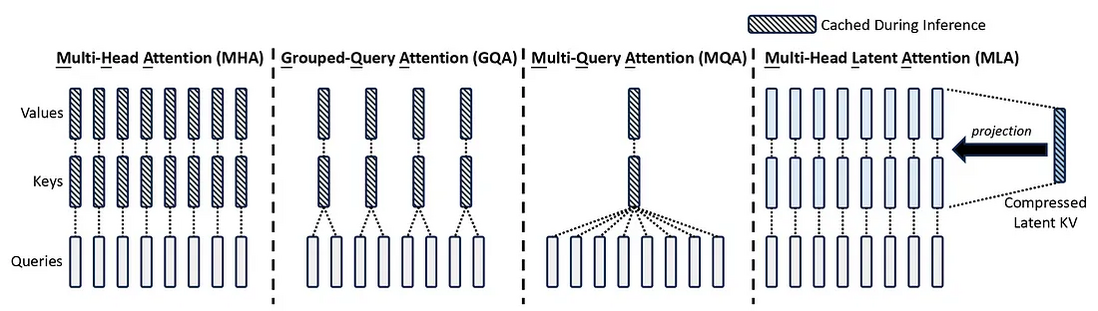 Cached During Inference
Multi-Head Attention (MHA)
Grouped-Query Attention (GQA)
Multi-Query Attention (MQA)
Multi-Head Latent Attention (MLA)
Values
Keys
Queries
projection
Compressed
Latent KV